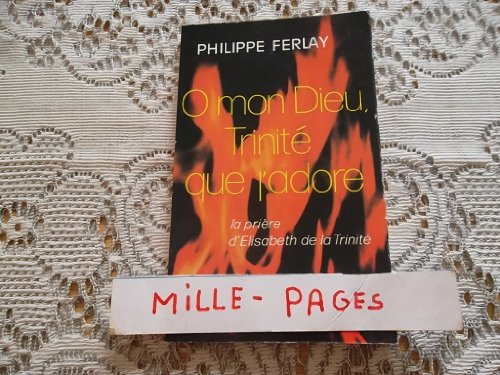 PHILIPPE FERLAY
O mon Dieu,
Trinité
que j'adore
la prière
d'Elisabeth de la Trinité
MiLLE- PAGES